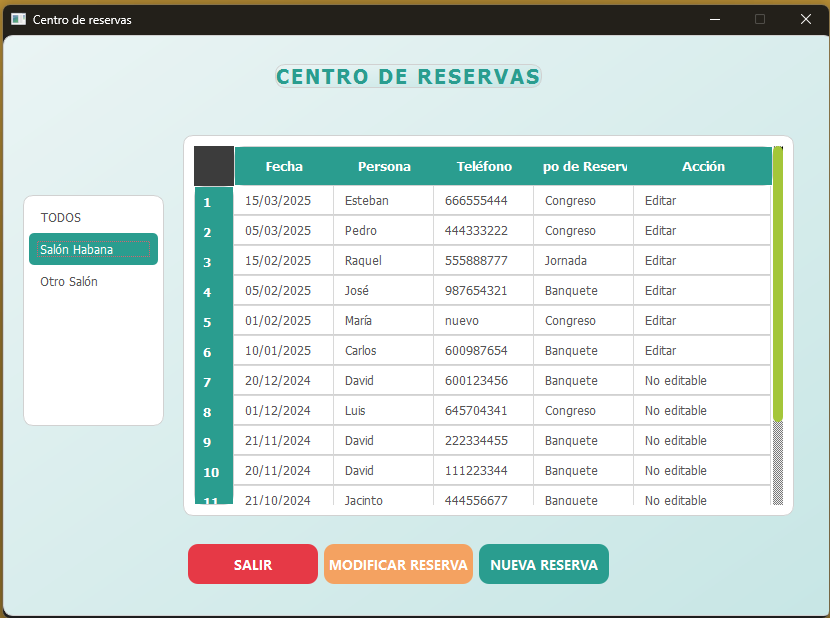 Centro de reservas
CENTRO DE RESERVAS
TODOS
Salón Habana
Otro Salón
Fecha Persona Teléfono po de Reserv Acción
1 15/03/2025 Esteban 666555444 Congreso Editar
2 05/03/2025 Pedro 444333222 Congreso Editar
3 15/02/2025 Raquel 555888777 Jornada Editar
4 05/02/2025 José 987654321 Banquete Editar
5 01/02/2025 María nuevo Congreso Editar
6 10/01/2025 Carlos 600987654 Banquete Editar
7 20/12/2024 David 600123456 Banquete No editable
8 01/12/2024 Luis 645704341 Congreso No editable
9 21/11/2024 David 222334455 Banquete No editable
10 20/11/2024 David 111223344 Banquete No editable
11 21/10/2024 Jacinto 444556677 Banquete No editable
SALIR MODIFICAR RESERVA NUEVA RESERVA